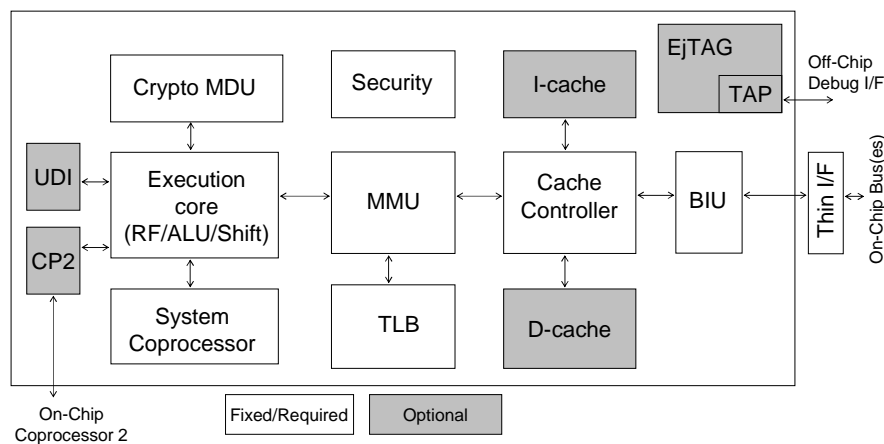 EjTAG
TAP
Off-Chip
Debug I/F
Crypto MDU
Security
I-cache
UDI
Execution
core
(RF/ALU/Shift)
MMU
Cache
Controller
BIU
Thin I/F
On-Chip Bus(es)
CP2
System
Coprocessor
TLB
D-cache
On-Chip
Coprocessor 2
Fixed/Required
Optional